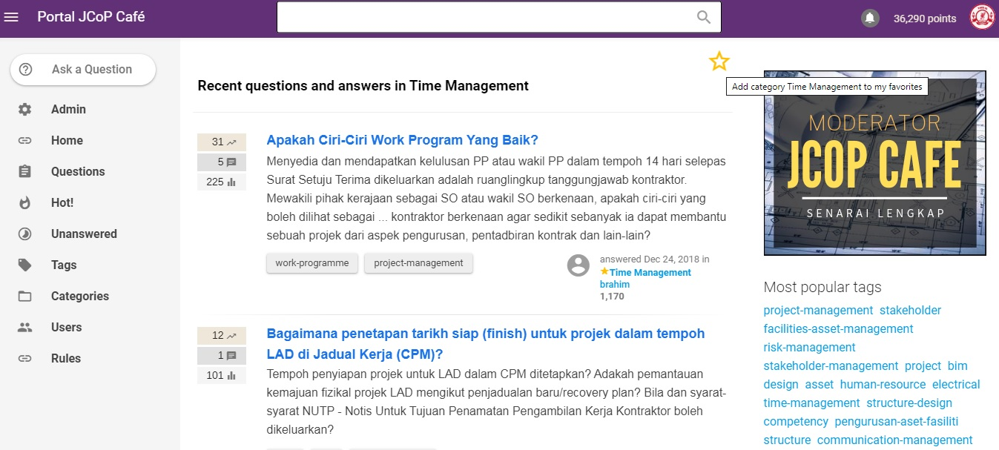 Portal JCoP Café
36,290 points
Ask a Question
Admin
Home
Questions
Hot!
Unanswered
Tags
Categories
Users
Rules
Recent questions and answers in Time Management
Add category Time Management to my favorites
31
5
225
Apakah Ciri-Ciri Work Program Yang Baik?
Menyedia dan mendapatkan kelulusan PP atau wakil PP dalam tempoh 14 hari selepas
Surat Setuju Terima dikeluarkan adalah ruanglingkup tanggungjawab kontraktor.
Mewakili pihak kerajaan sebagai SO atau wakil SO berkenaan, apakah ciri-ciri yang
boleh dilihat sebagai ... kontraktor berkenaan agar sedikit sebanyak ia dapat membantu
sebuah projek dari aspek pengurusan, pentadbiran kontrak dan lain-lain?
work-programme project-management
answered Dec 24, 2018 in
Time Management
brahim
1,170
12
1
101
Bagaimana penetapan tarikh siap (finish) untuk projek dalam tempoh
LAD di Jadual Kerja (CPM)?
Tempoh penyiapan projek untuk LAD dalam CPM ditetapkan? Adakah pemantauan
kemajuan fizikal projek LAD mengikut penjadualan baru/recovery plan? Bila dan syarat-
syarat NUTP - Notis Untuk Tujuan Penamatan Pengambilan Kerja Kontraktor boleh
dikeluarkan?
MODERATOR
JCOP CAFE
SENARAI LENGKAP
Most popular tags
project-management stakeholder
facilities-asset-management
risk-management
stakeholder-management project bim
design asset human-resource electrical
time-management structure-design
competency pengurusan-aset-fasiliti
structure communication-management